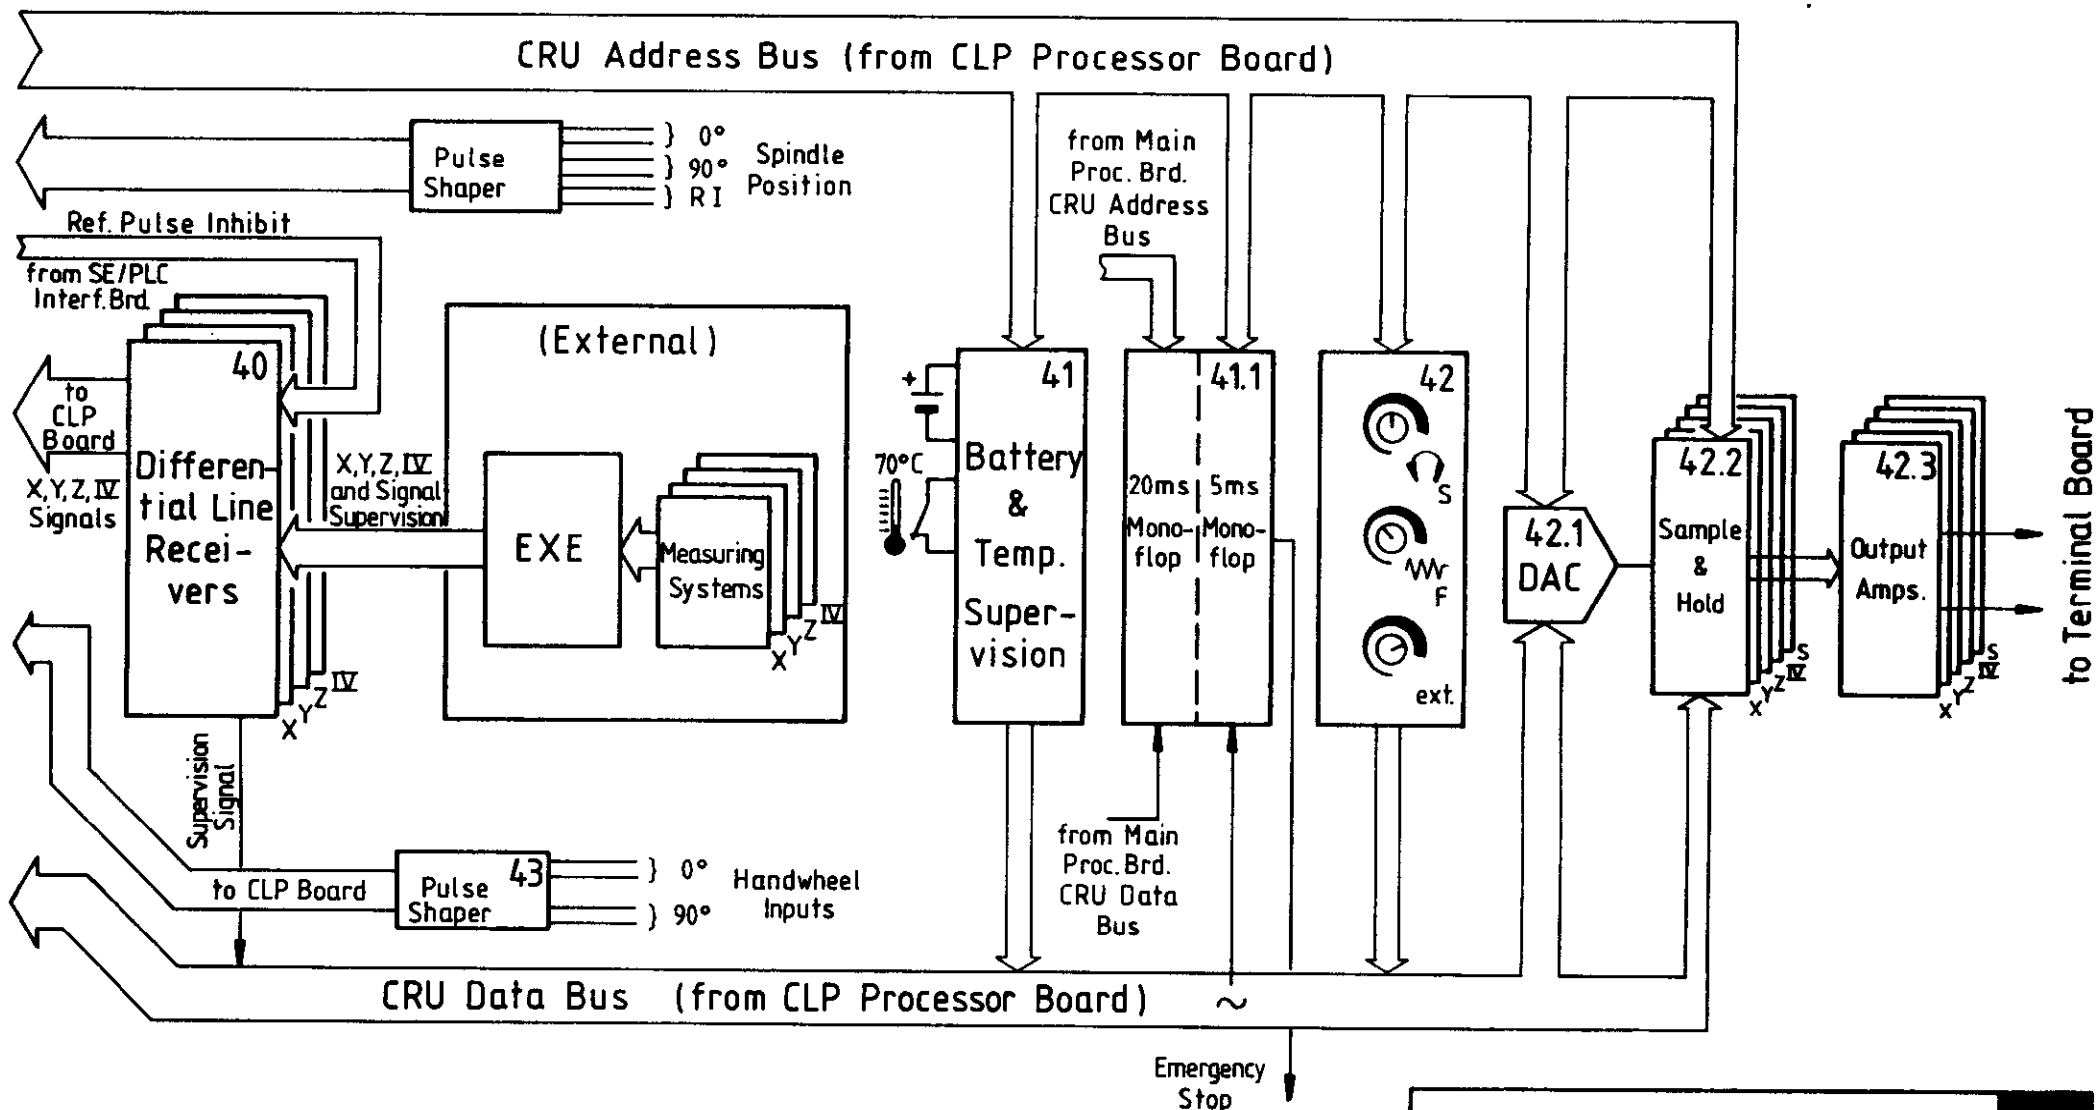 CRU Address Bus (from CLP Processor Board)
Pulse
Shaper
} 0°
} 90°
} RI
Spindle
Position
Ref. Pulse Inhibit
from SE/PLC
Interf.Brd.
from Main
Proc. Brd.
CRU Address
Bus
40
Differen-
tial Line
Recei-
vers
to
CLP
Board
X,Y,Z,IV
Signals
X
Y
Z
IV
X,Y,Z,IV
and Signal
Supervision
(External)
EXE
Measuring
Systems
X
Y
Z
IV
+
70°C
41
Battery
&
Temp.
Super-
vision
41.1
20ms
Mono-
flop
5ms
Mono-
flop
42
S
F
ext.
42.1
DAC
42.2
Sample
&
Hold
X
Y
Z
IV
S
42.3
Output
Amps.
X
Y
Z
IV
S
to Terminal Board
Supervision
Signal
to CLP Board
43
Pulse
Shaper
} 0°
} 90°
Handwheel
Inputs
from Main
Proc. Brd.
CRU Data
Bus
CRU Data Bus (from CLP Processor Board)
~
Emergency
Stop